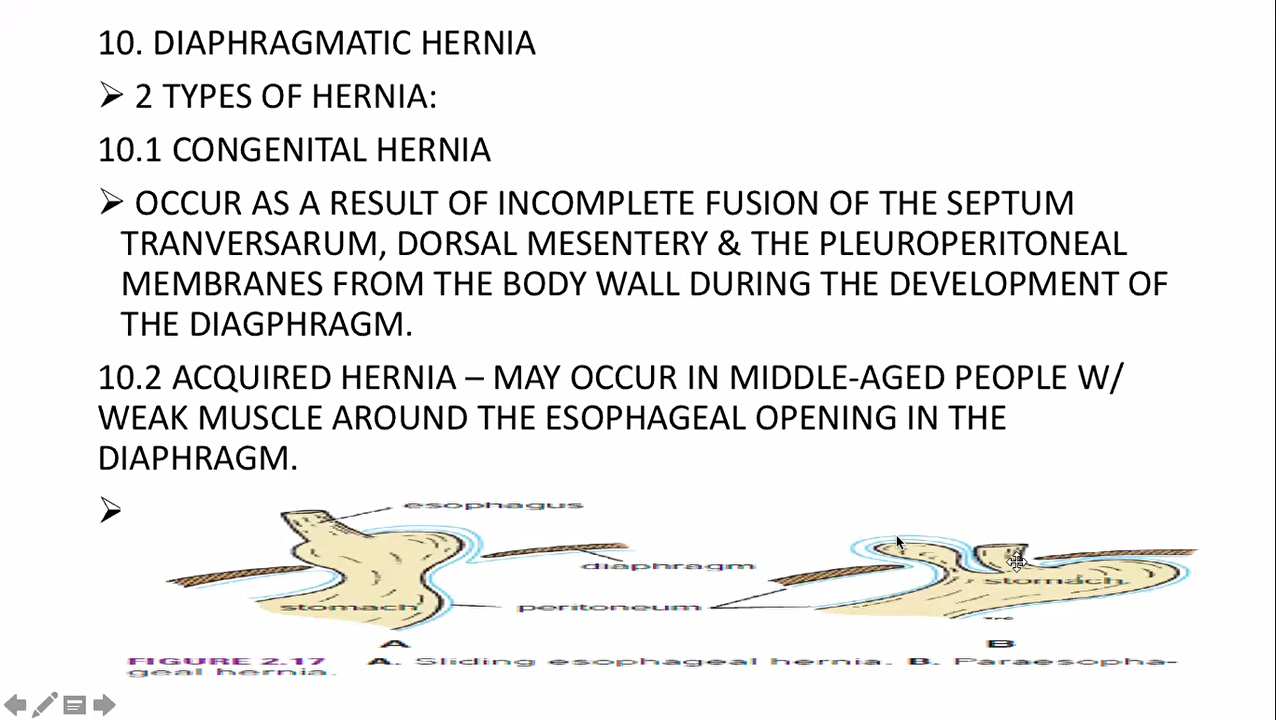 10. DIAPHRAGMATIC HERNIA
➢ 2 TYPES OF HERNIA:
10.1 CONGENITAL HERNIA
➢ OCCUR AS A RESULT OF INCOMPLETE FUSION OF THE SEPTUM
TRANVERSARUM, DORSAL MESENTERY & THE PLEUROPERITONEAL
MEMBRANES FROM THE BODY WALL DURING THE DEVELOPMENT OF
THE DIAGPHRAGM.
10.2 ACQUIRED HERNIA – MAY OCCUR IN MIDDLE-AGED PEOPLE W/
WEAK MUSCLE AROUND THE ESOPHAGEAL OPENING IN THE
DIAPHRAGM.
➢
esophagus
diaphragm
stomach
stomach
peritoneum
A
B
FIGURE 2.17 A. Sliding esophageal hernia. B. Paraesopha-
geal hernia.